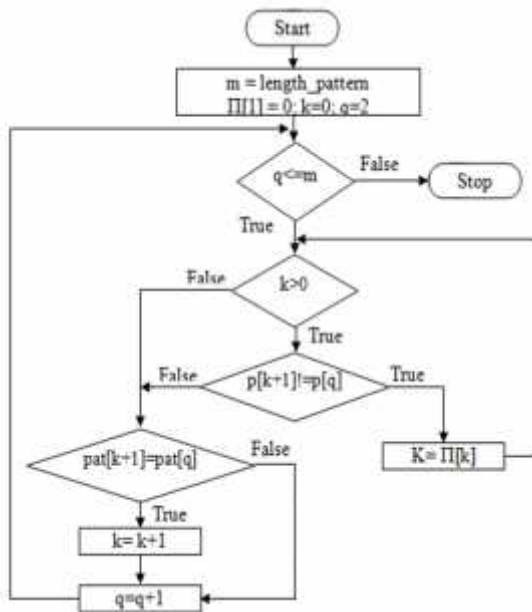 Start
m = length_pattern
Π[1] = 0; k=0; q=2
q<=m
False
Stop
True
k>0
False
True
p[k+1]!=p[q]
False
True
K= Π[k]
pat[k+1]=pat[q]
False
True
k= k+1
q=q+1